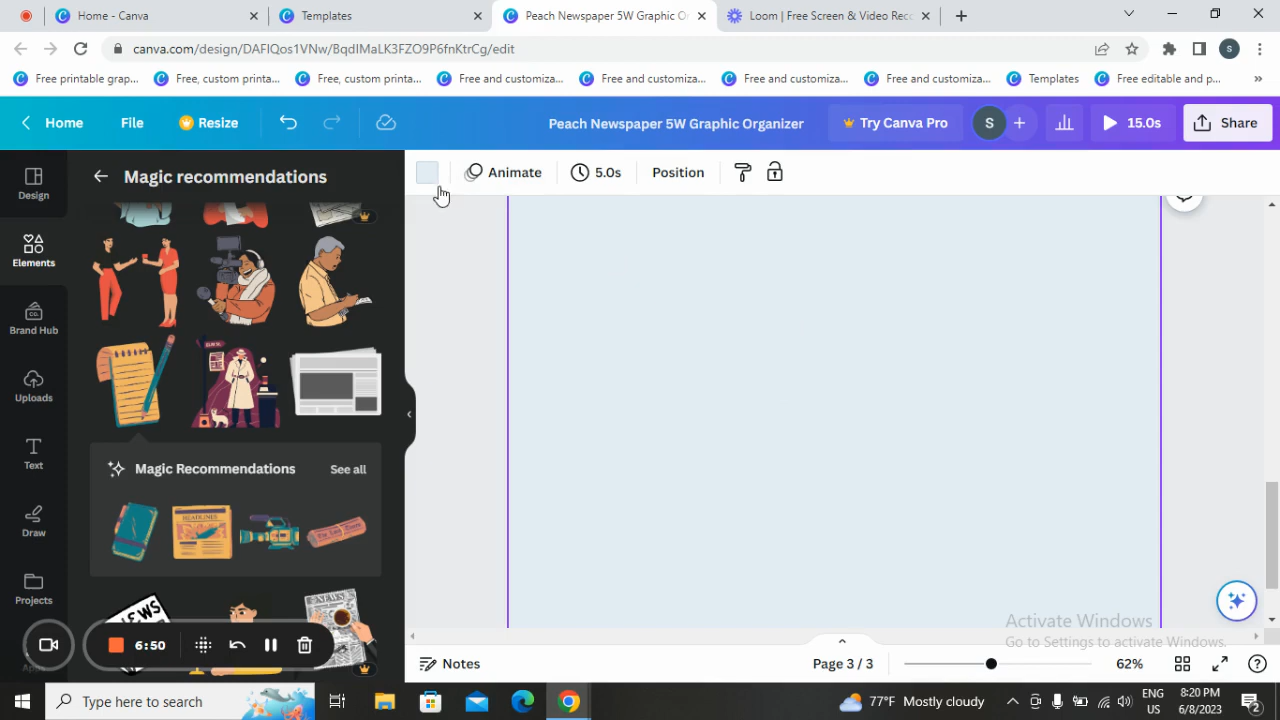 Home - Canva
Templates
Peach Newspaper 5W Graphic Or
Loom | Free Screen & Video Rec
canva.com/design/DAFlQos1VNw/BqdIMaLK3FZO9P6fnKtrCg/edit
S
Free printable grap...
Free, custom printa...
Free, custom printa...
Free and customiza...
Free and customiza...
Free and customiza...
Free and customiza...
Templates
Free editable and p...
Home
File
Resize
Peach Newspaper 5W Graphic Organizer
S
Try Canva Pro
15.0s
Share
Design
Elements
Brand Hub
Uploads
Text
Draw
Projects
Apps
Magic recommendations
Animate
5.0s
Position
Magic Recommendations
See all
HEADLINES
NEWS
6:50
Activate Windows
Go to Settings to activate Windows.
Notes
Page 3 / 3
62%
Type here to search
77°F Mostly cloudy
ENG
US
8:20 PM
6/8/2023
2